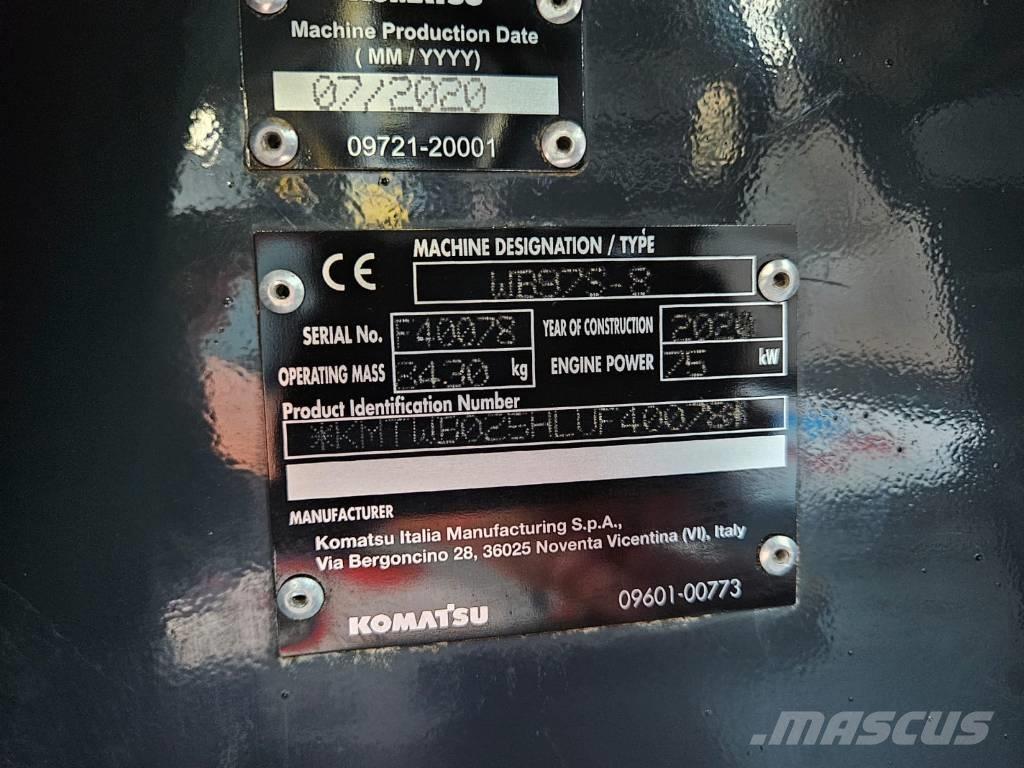 KOMATSU
Machine Production Date
( MM / YYYY)
07/2020
09721-20001
CE
MACHINE DESIGNATION / TYPE
WB97S-8
SERIAL No. F40078
YEAR OF CONSTRUCTION 2020
OPERATING MASS 8430 kg
ENGINE POWER 75 kW
Product Identification Number
*KMTWB025HLVF40078*
MANUFACTURER
Komatsu Italia Manufacturing S.p.A.,
Via Bergoncino 28, 36025 Noventa Vicentina (VI), Italy
KOMATSU
09601-00773
MASCUS